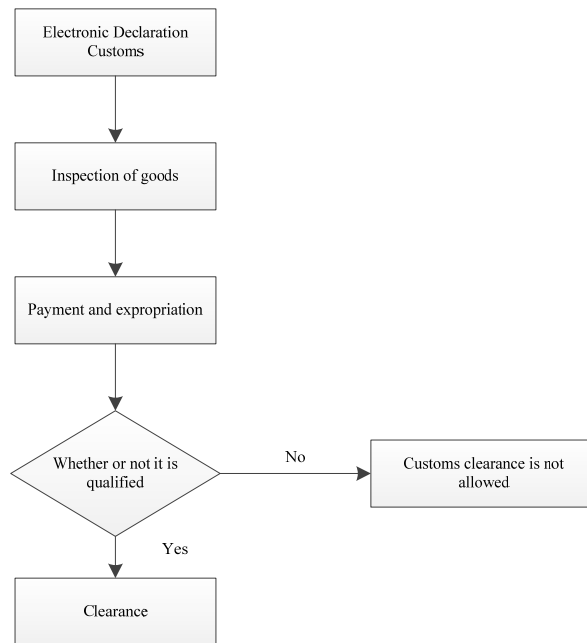 Electronic Declaration
Customs
Inspection of goods
Payment and expropriation
Whether or not it is
qualified
No
Customs clearance is not
allowed
Yes
Clearance